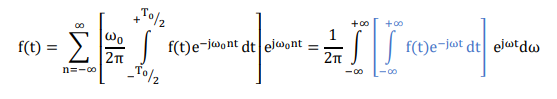 f(t) = ∑_{n=-∞}^{∞} [ω₀/2π ∫_{-T₀/2}^{+T₀/2} f(t)e^{-jω₀nt} dt] e^{jω₀nt} = 1/2π ∫_{-∞}^{+∞} [∫_{-∞}^{+∞} f(t)e^{-jωt} dt] e^{jωt}dω